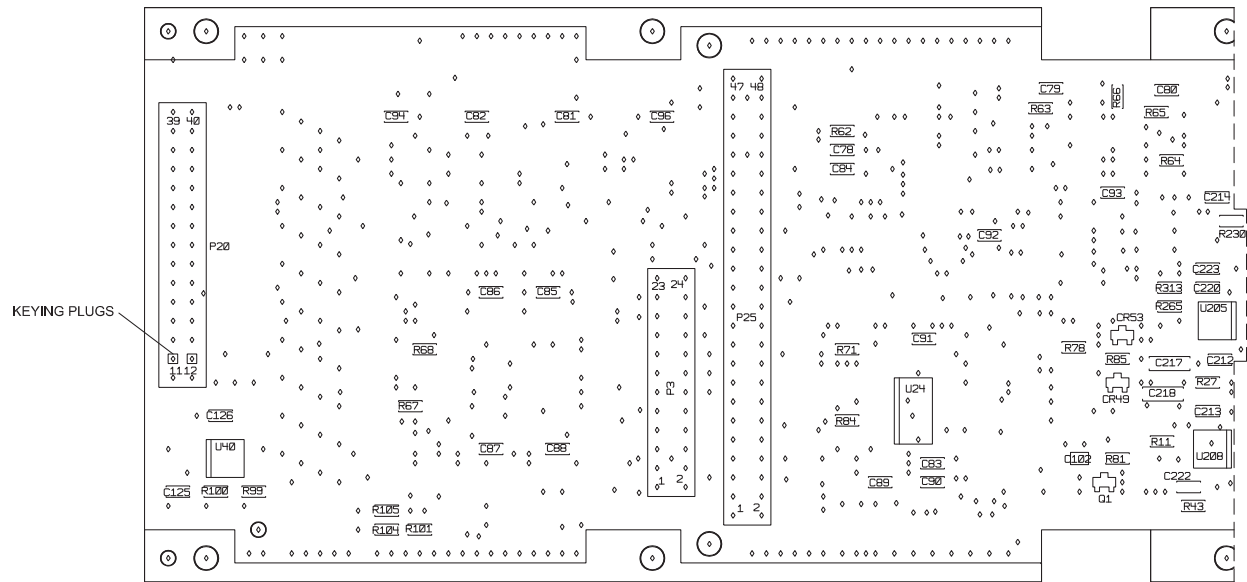 47 48
C79
R66
C80
R63
R65
39 40
C94
C82
C81
C96
R62
C78
R64
C84
C93
C214
R230
P20
C92
C223
C86
C85
23 24
R313
C220
KEYING PLUGS
P25
R265
U205
CR53
R68
C91
R71
R78
R85
C217
C212
11 12
P3
U24
CR49
C218
R27
R67
C126
R84
C213
U40
C87
C88
R11
C102
R81
U208
C83
C125
R100
R99
1 2
C89
C90
Q1
C222
R105
1 2
R43
R104
R101